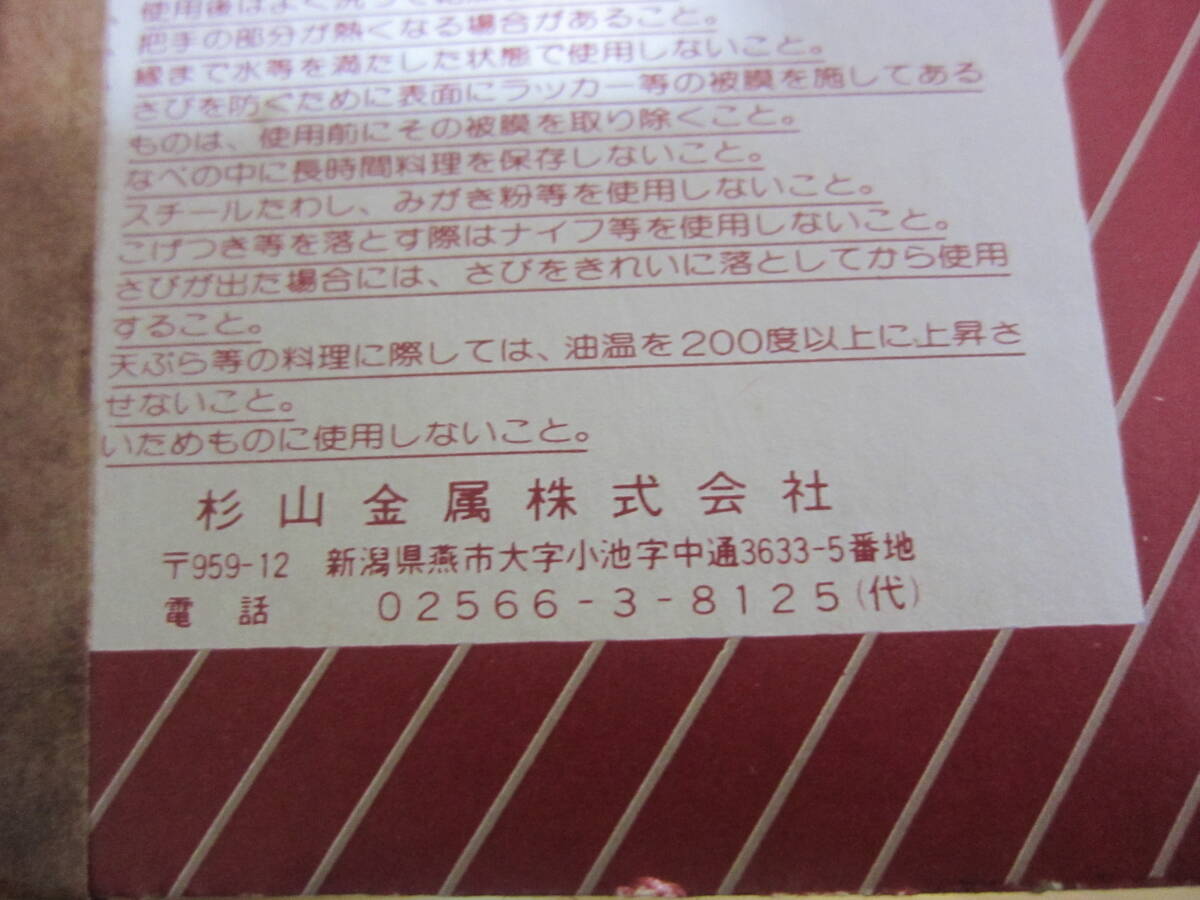 使用後はよく洗って
把手の部分が熱くなる場合があること。
縁まで水等を満たした状態で使用しないこと。
さびを防ぐために表面にラッカー等の被膜を施してある
ものは、使用前にその被膜を取り除くこと。
なべの中に長時間料理を保存しないこと。
スチールたわし、みがき粉等を使用しないこと。
こげつき等を落とす際はナイフ等を使用しないこと。
さびが出た場合には、さびをきれいに落としてから使用
すること。
天ぷら等の料理に際しては、油温を200度以上に上昇さ
せないこと。
いためものに使用しないこと。
杉山金属株式会社
〒959-12 新潟県燕市大字小池字中通3633-5番地
電話 02566-3-8125(代)